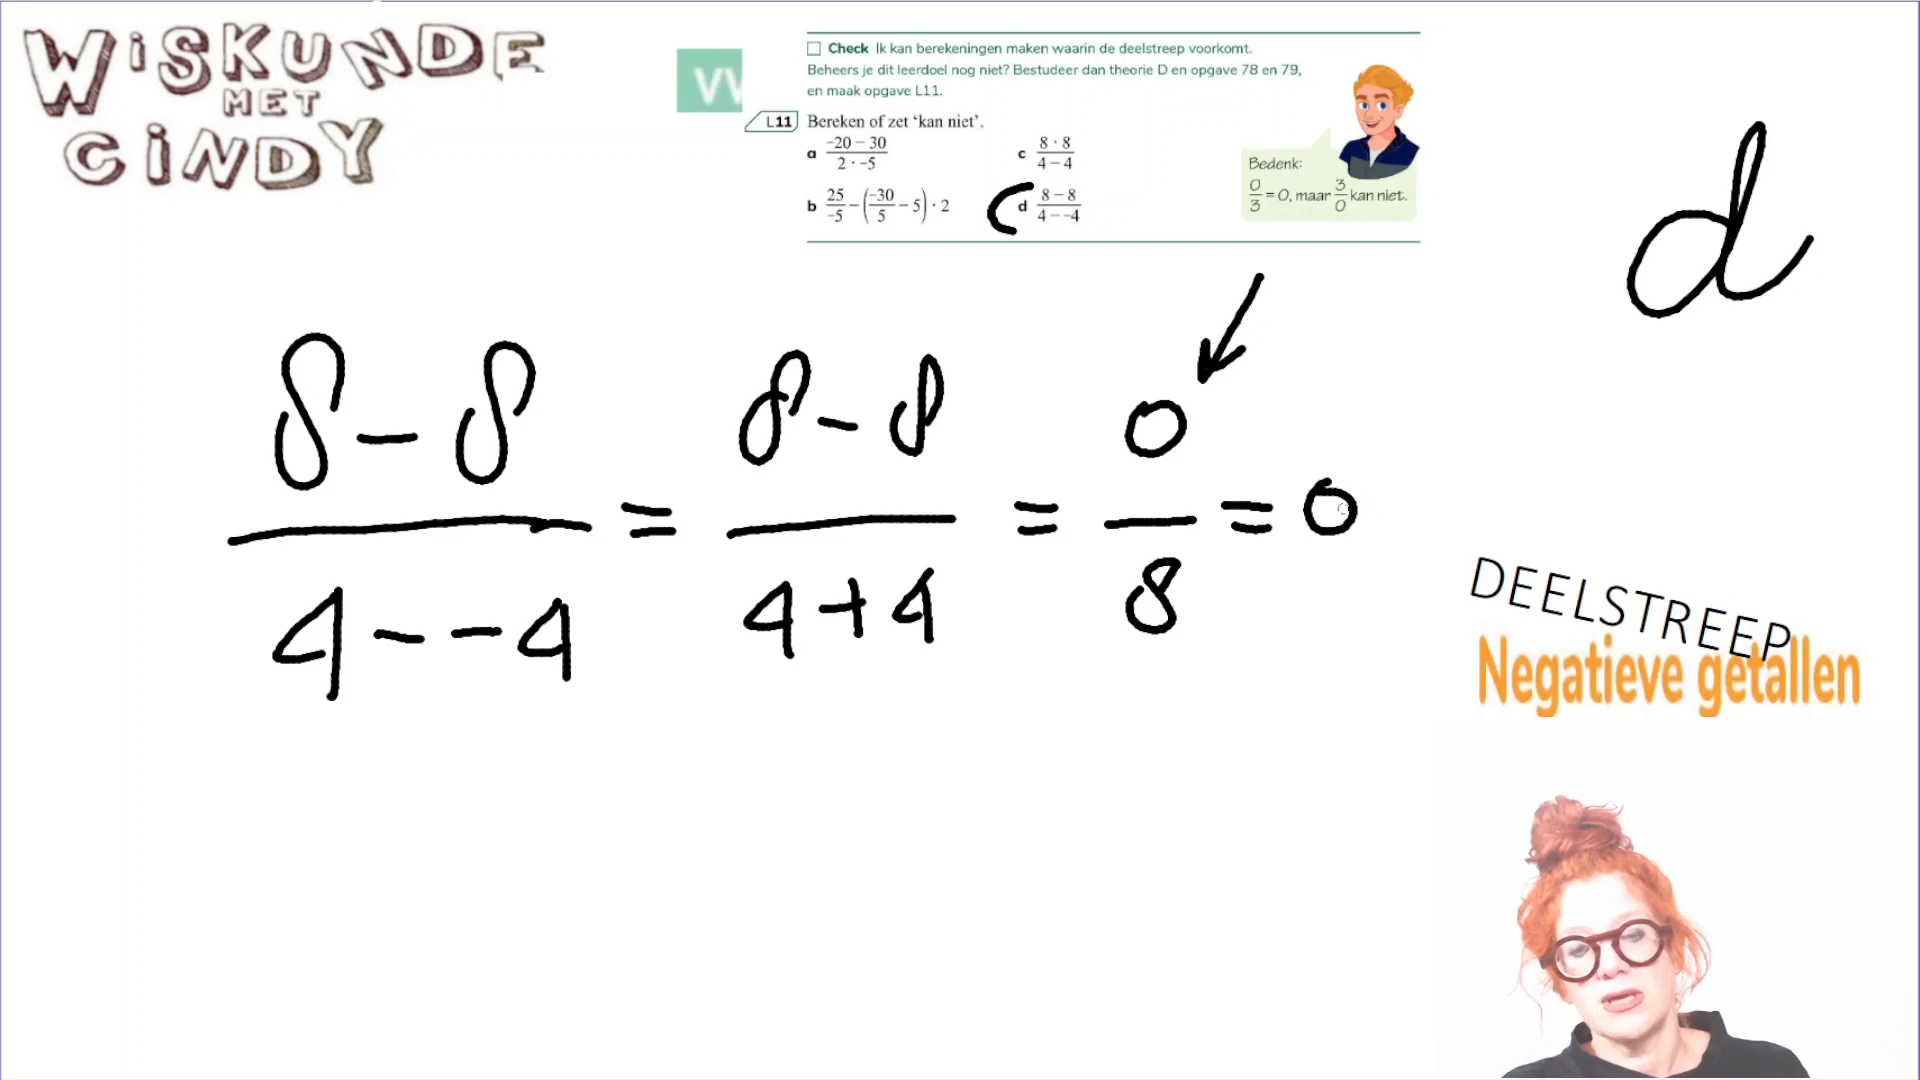 WiSKUNDE
MET
CiNDY
W
Check Ik kan berekeningen maken waarin de deelstreep voorkomt.
Beheers je dit leerdoel nog niet? Bestudeer dan theorie D en opgave 78 en 79,
en maak opgave L11.
L11 Bereken of zet ‘kan niet’.
a (-20 − 30)/(2 · -5)
c (8 · 8)/(4 − 4)
b 25/-5 − (-30/5 − 5) · 2
d (8 − 8)/(4 − -4)
Bedenk:
0/3 = 0, maar 3/0 kan niet.
d
(8 - 8)/(4 - -4) = (8 - 8)/(4 + 4) = 0/8 = 0
DEELSTREEP
Negatieve getallen